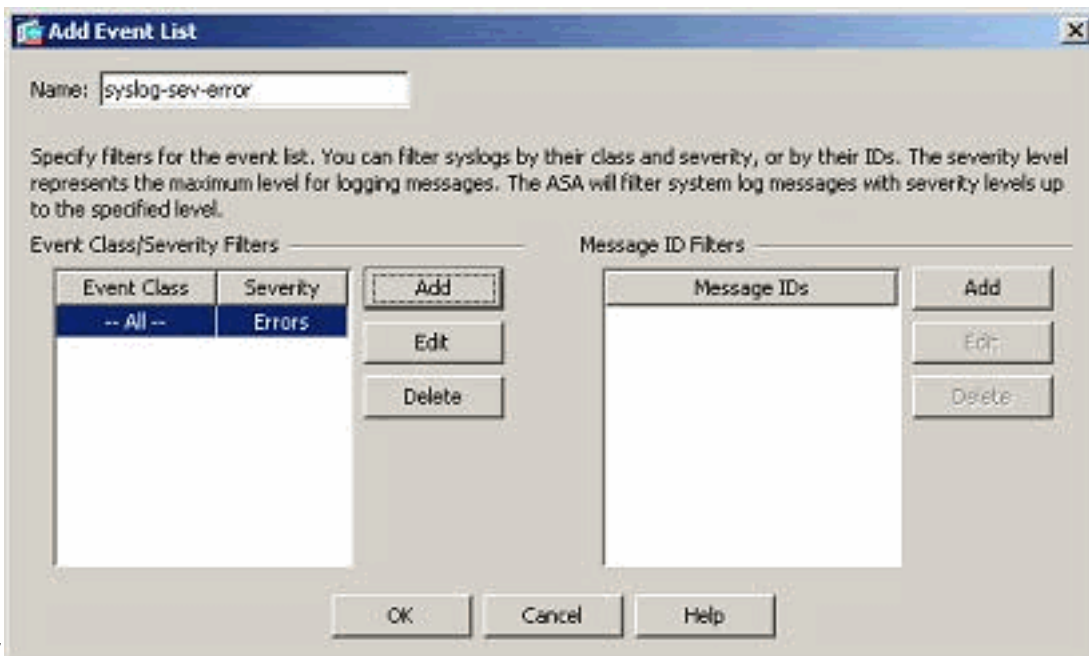 Add Event List
Name: syslog-sev-error
Specify filters for the event list. You can filter syslogs by their class and severity, or by their IDs. The severity level
represents the maximum level for logging messages. The ASA will filter system log messages with severity levels up
to the specified level.
Event Class/Severity Filters
Message ID Filters
Event Class Severity
Add
Message IDs
Add
-- All -- Errors
Edit
Edit
Delete
Delete
OK Cancel Help